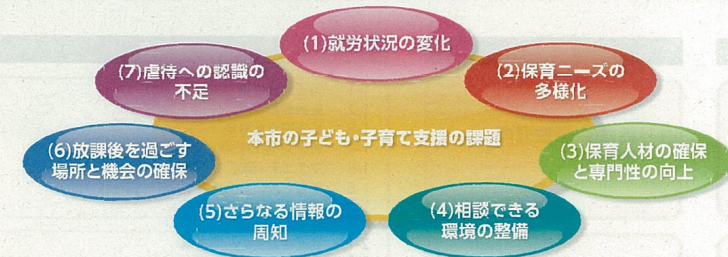 (1)就労状況の変化
(2)保育ニーズの
多様化
(3)保育人材の確保
と専門性の向上
(4)相談できる
環境の整備
(5)さらなる情報の
周知
(6)放課後を過ごす
場所と機会の確保
(7)虐待への認識の
不足
本市の子ども・子育て支援の課題